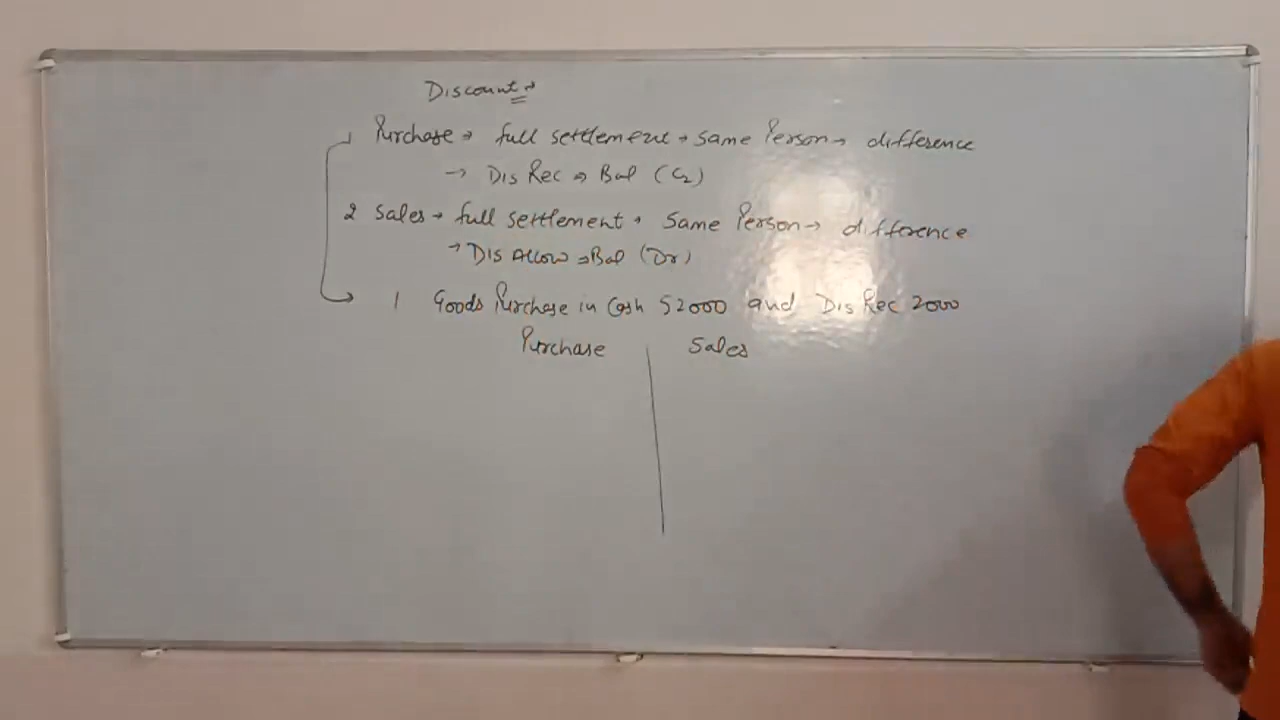 Discount →
1 Purchase → full settlement → same Person → difference
→ Dis Rec → Bal (Cr)
2 Sales → full settlement → same Person → difference
→ Dis Allow → Bal (Dr)
1 Goods Purchase in Cash 52000 and Dis Rec 2000
Purchase Sales